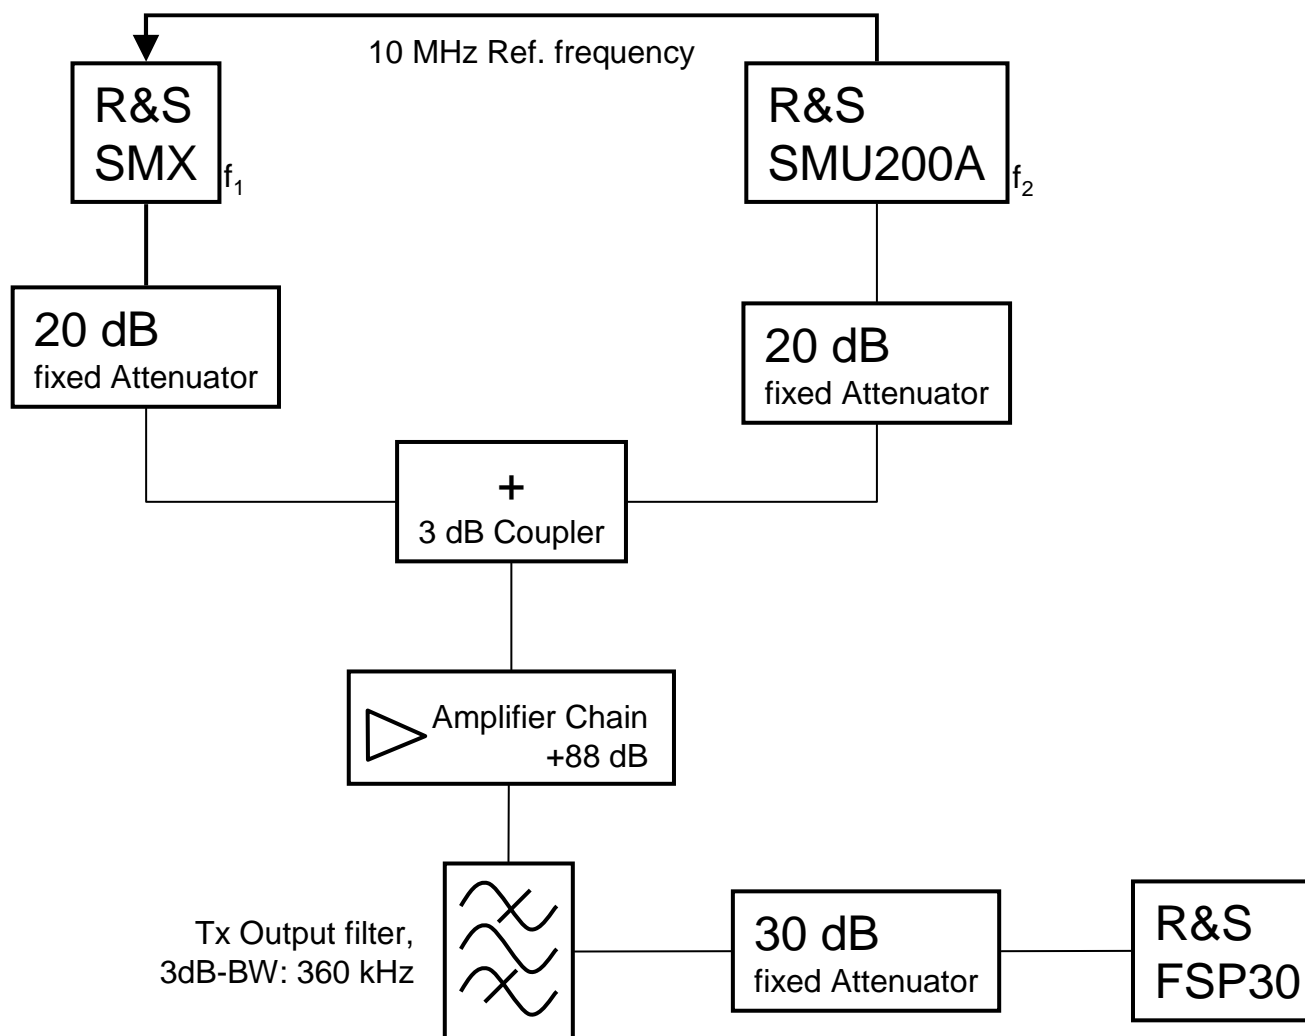 10 MHz Ref. frequency
R&S
SMX
f1
R&S
SMU200A
f2
20 dB
fixed Attenuator
20 dB
fixed Attenuator
+
3 dB Coupler
Amplifier Chain
+88 dB
Tx Output filter,
3dB-BW: 360 kHz
30 dB
fixed Attenuator
R&S
FSP30